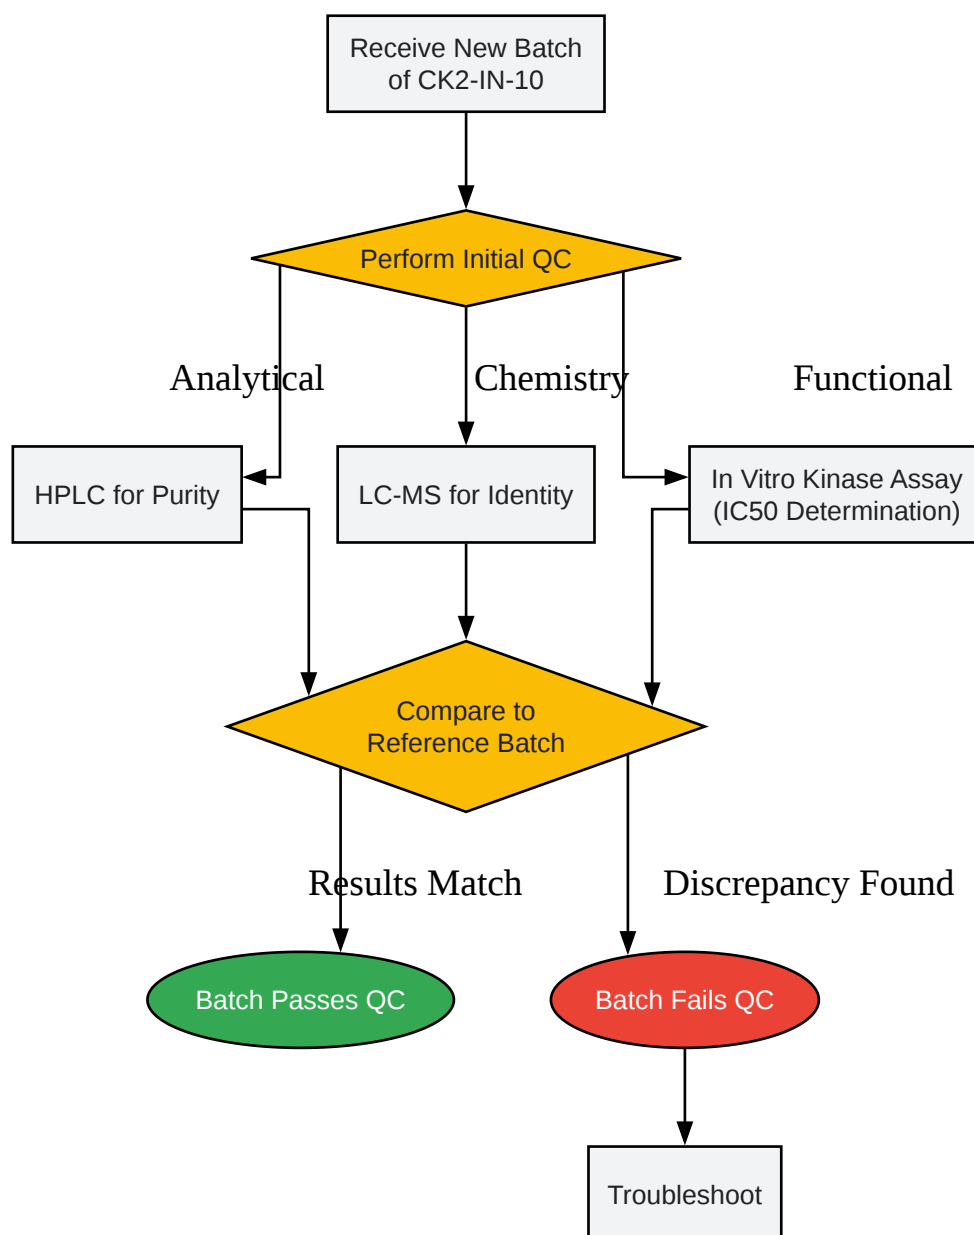 Receive New Batch
of CK2-IN-10
Perform Initial QC
Analytical
Chemistry
Functional
HPLC for Purity
LC-MS for Identity
In Vitro Kinase Assay
(IC50 Determination)
Compare to
Reference Batch
Results Match
Discrepancy Found
Batch Passes QC
Batch Fails QC
Troubleshoot